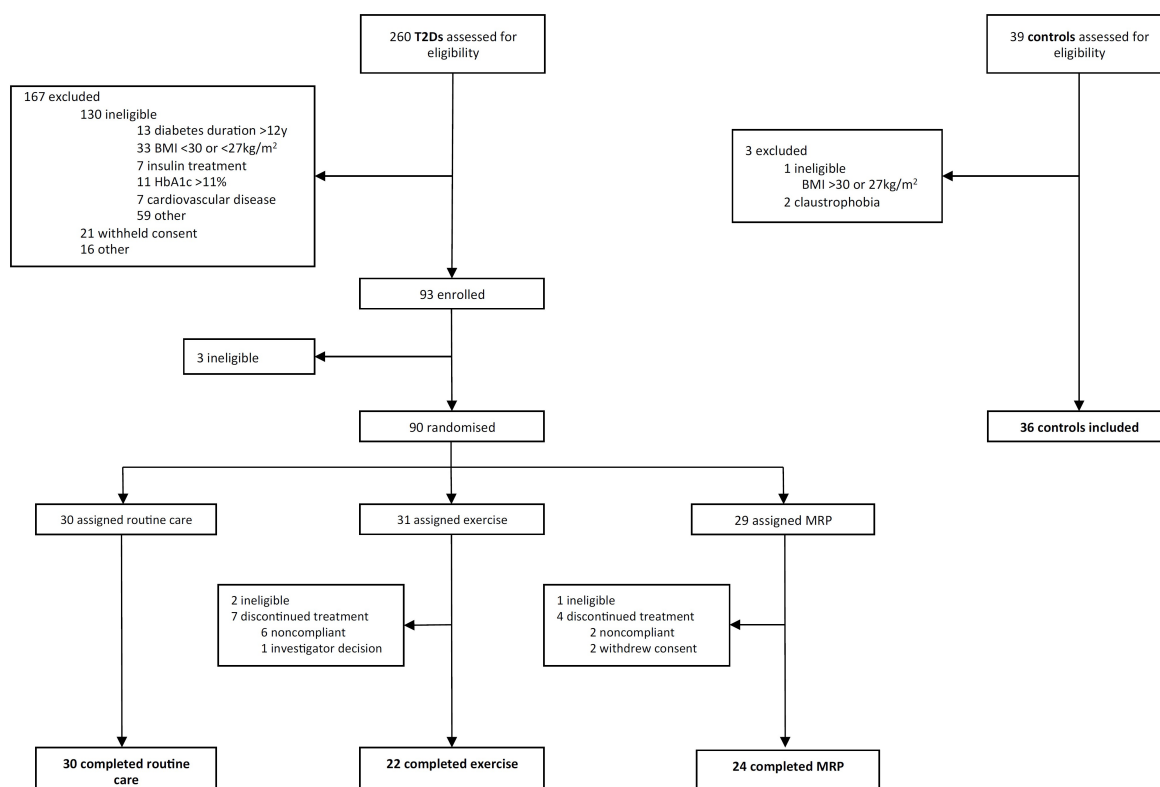 260 T2Ds assessed for
eligibility
39 controls assessed for
eligibility
167 excluded
130 ineligible
13 diabetes duration >12y
33 BMI <30 or <27kg/m²
7 insulin treatment
11 HbA1c >11%
7 cardiovascular disease
59 other
21 withheld consent
16 other
3 excluded
1 ineligible
BMI >30 or 27kg/m²
2 claustrophobia
93 enrolled
3 ineligible
90 randomised
36 controls included
30 assigned routine care
31 assigned exercise
29 assigned MRP
2 ineligible
7 discontinued treatment
6 noncompliant
1 investigator decision
1 ineligible
4 discontinued treatment
2 noncompliant
2 withdrew consent
30 completed routine
care
22 completed exercise
24 completed MRP